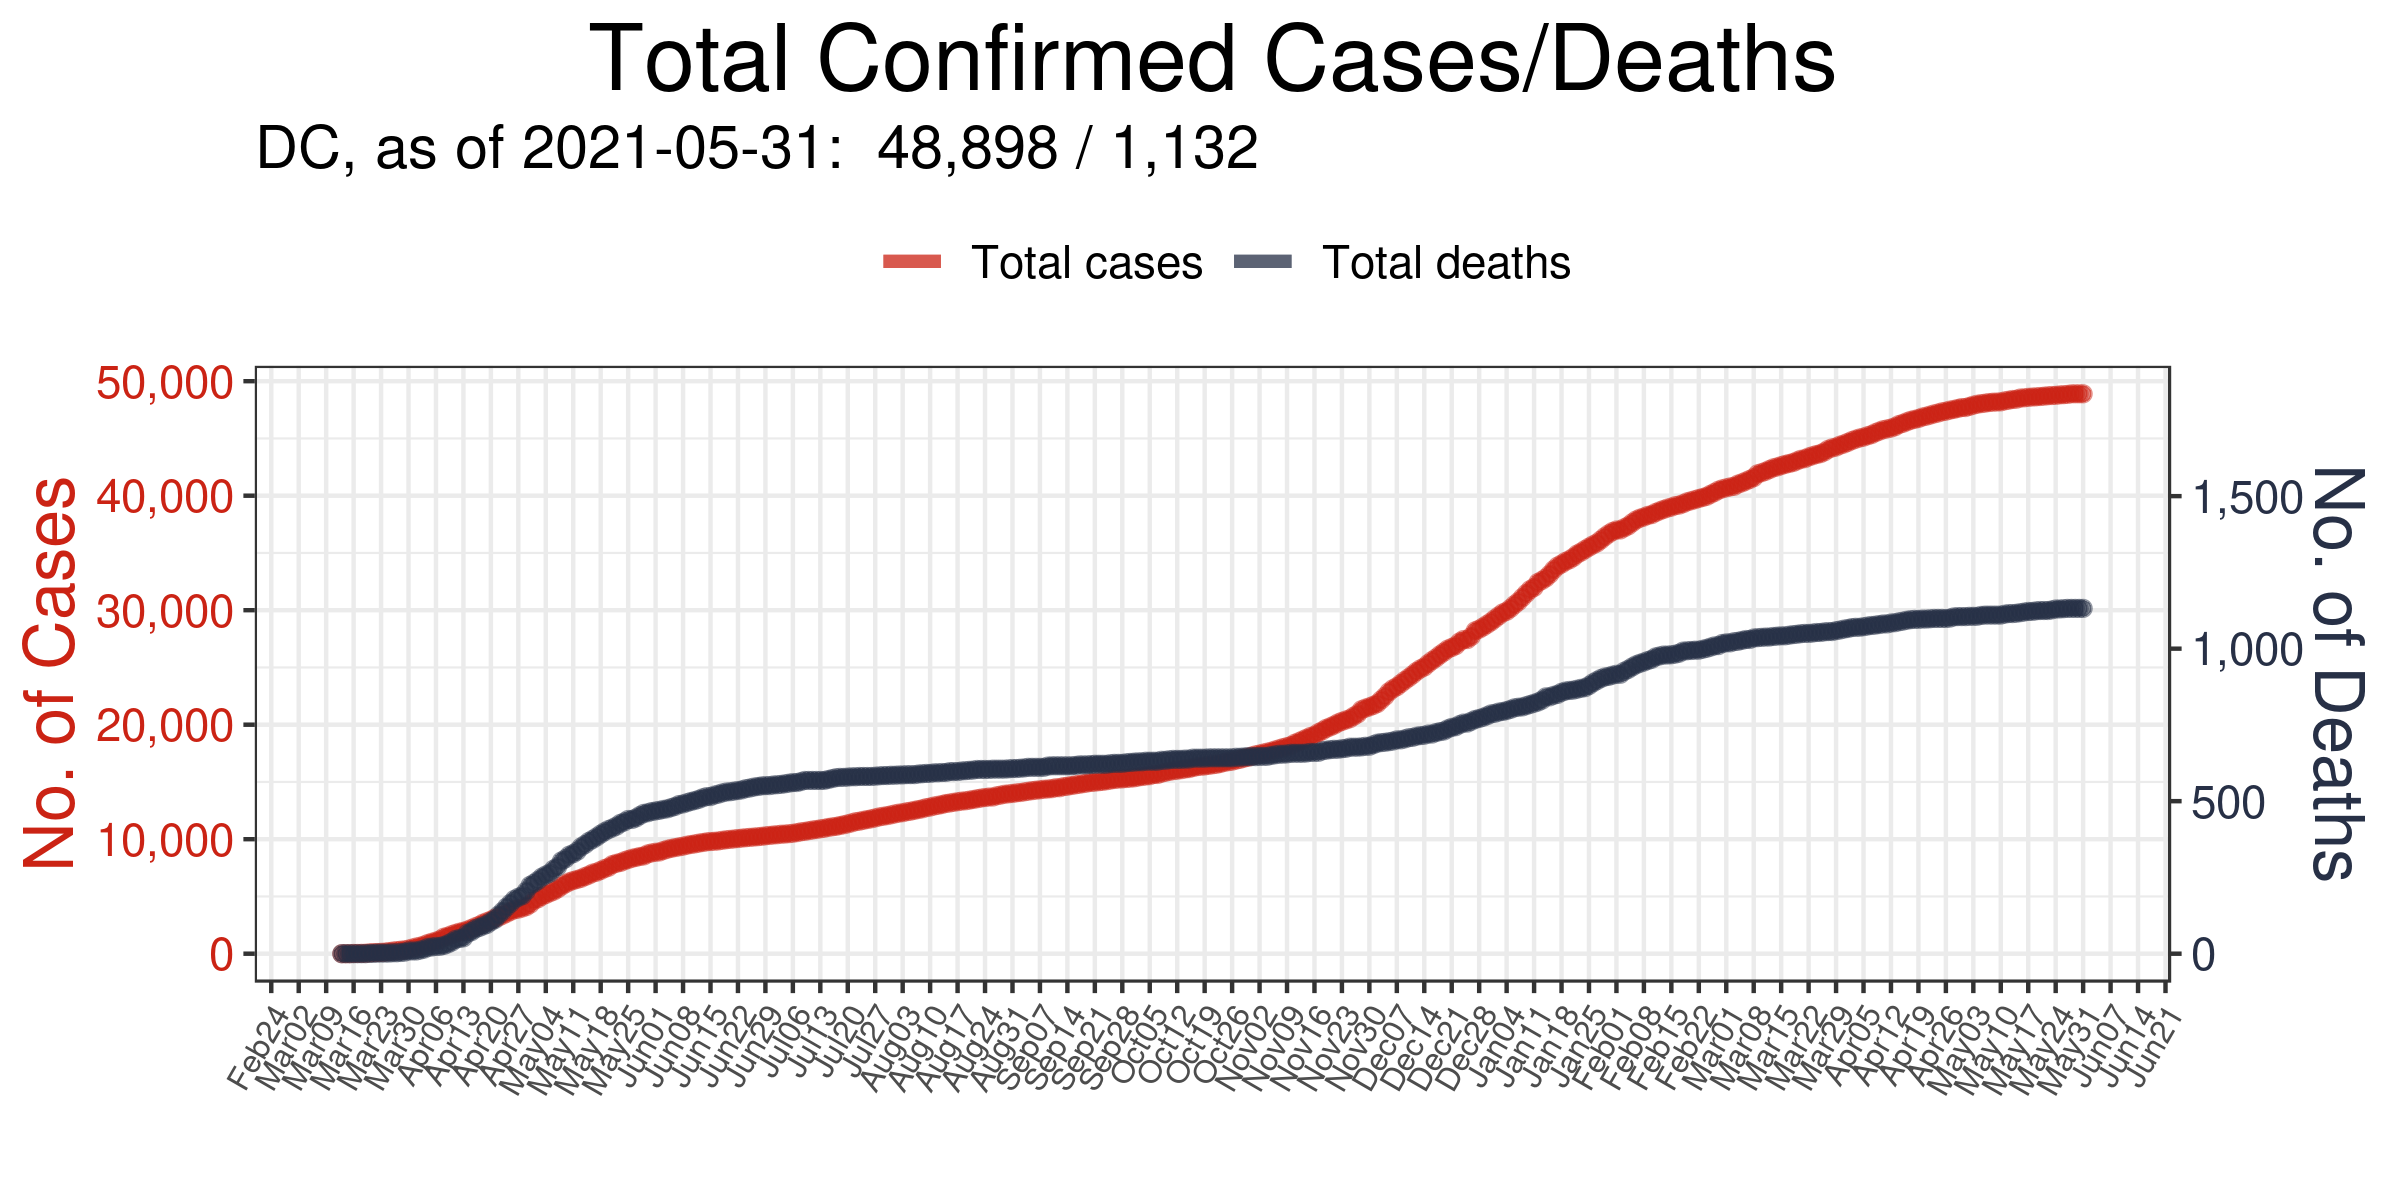 Total Confirmed Cases/Deaths
DC, as of 2021-05-31:  48,898 / 1,132
Total cases
Total deaths
No. of Cases
50,000
40,000
30,000
20,000
10,000
0
1,500
1,000
500
0
No. of Deaths
Feb24
Mar02
Mar09
Mar16
Mar23
Mar30
Apr06
Apr13
Apr20
Apr27
May04
May11
May18
May25
Jun01
Jun08
Jun15
Jun22
Jun29
Jul06
Jul13
Jul20
Jul27
Aug03
Aug10
Aug17
Aug24
Aug31
Sep07
Sep14
Sep21
Sep28
Oct05
Oct12
Oct19
Oct26
Nov02
Nov09
Nov16
Nov23
Nov30
Dec07
Dec14
Dec21
Dec28
Jan04
Jan11
Jan18
Jan25
Feb01
Feb08
Feb15
Feb22
Mar01
Mar08
Mar15
Mar22
Mar29
Apr05
Apr12
Apr19
Apr26
May03
May10
May17
May24
May31
Jun07
Jun14
Jun21